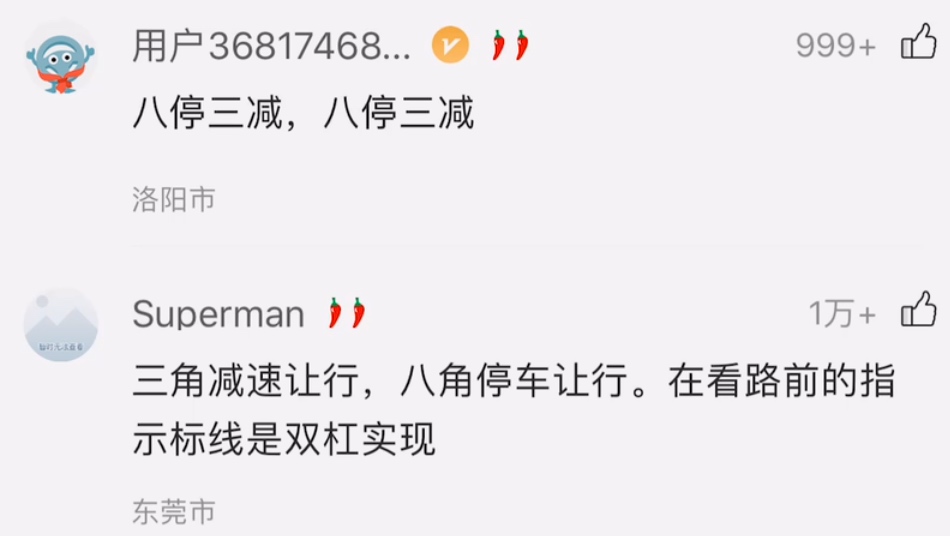 用户36817468...
999+
八停三减，八停三减
洛阳市
Superman
1万+
三角减速让行，八角停车让行。在看路前的指
示标线是双杠实现
东莞市